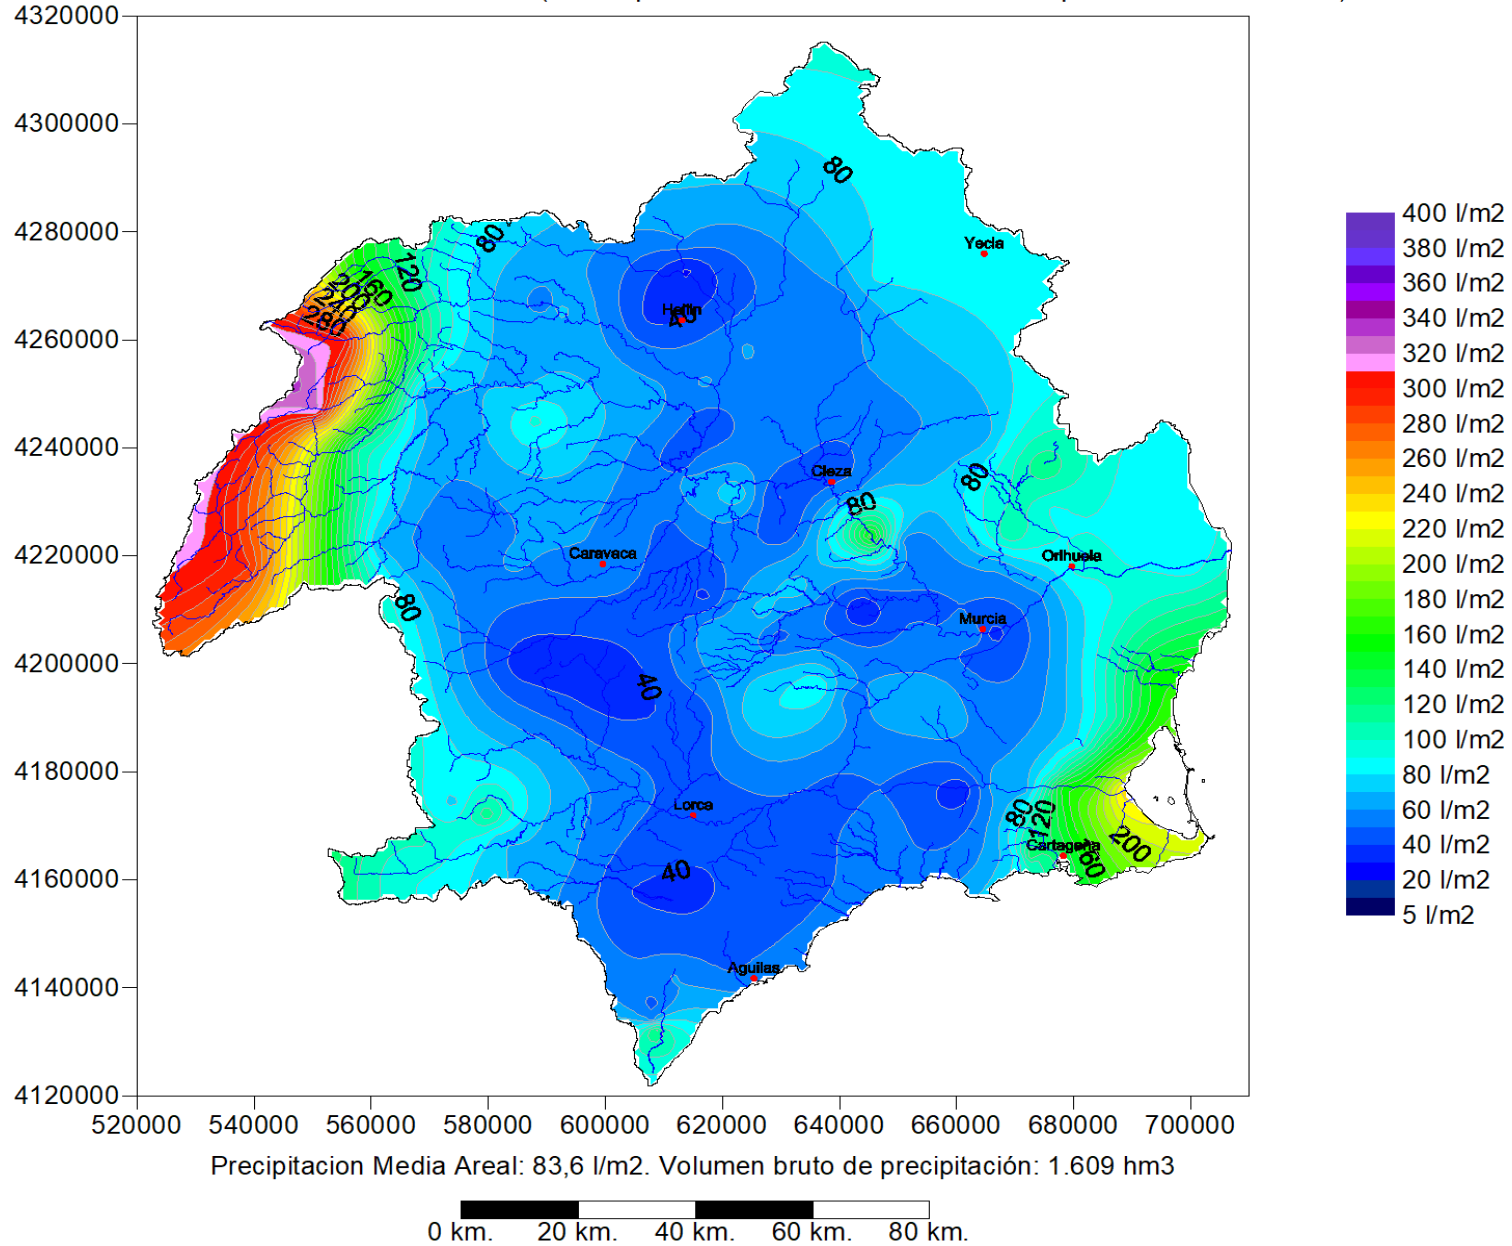 4320000
4300000
4280000
4260000
4240000
4220000
4200000
4180000
4160000
4140000
4120000
520000 540000 560000 580000 600000 620000 640000 660000 680000 700000
80
80
120
160
200
240
280
Yecla
Hellin
40
Cieza
80
80
Caravaca
Orihuela
80
Murcia
40
Lorca
80
120
Cartagena
200
160
40
Aguilas
400 l/m2
380 l/m2
360 l/m2
340 l/m2
320 l/m2
300 l/m2
280 l/m2
260 l/m2
240 l/m2
220 l/m2
200 l/m2
180 l/m2
160 l/m2
140 l/m2
120 l/m2
100 l/m2
80 l/m2
60 l/m2
40 l/m2
20 l/m2
5 l/m2
Precipitacion Media Areal: 83,6 l/m2. Volumen bruto de precipitación: 1.609 hm3
0 km. 20 km. 40 km. 60 km. 80 km.